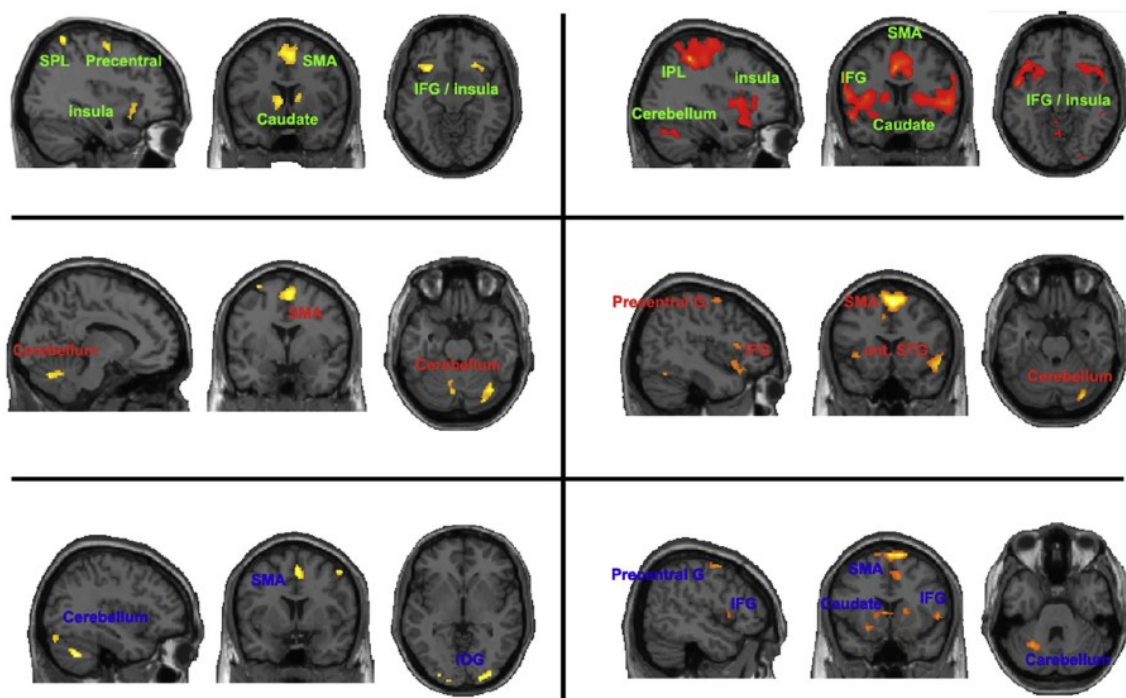 SPL Precentral
insula
SMA
Caudate
IFG / insula
IPL
insula
Cerebellum
SMA
IFG
Caudate
IFG / insula
Cerebellum
SMA
Cerebellum
Precentral G.
IFG
SMA
ant. STG
Cerebellum
Cerebellum
SMA
IOG
Precentral G
IFG
SMA
Caudate
IFG
Carebellum